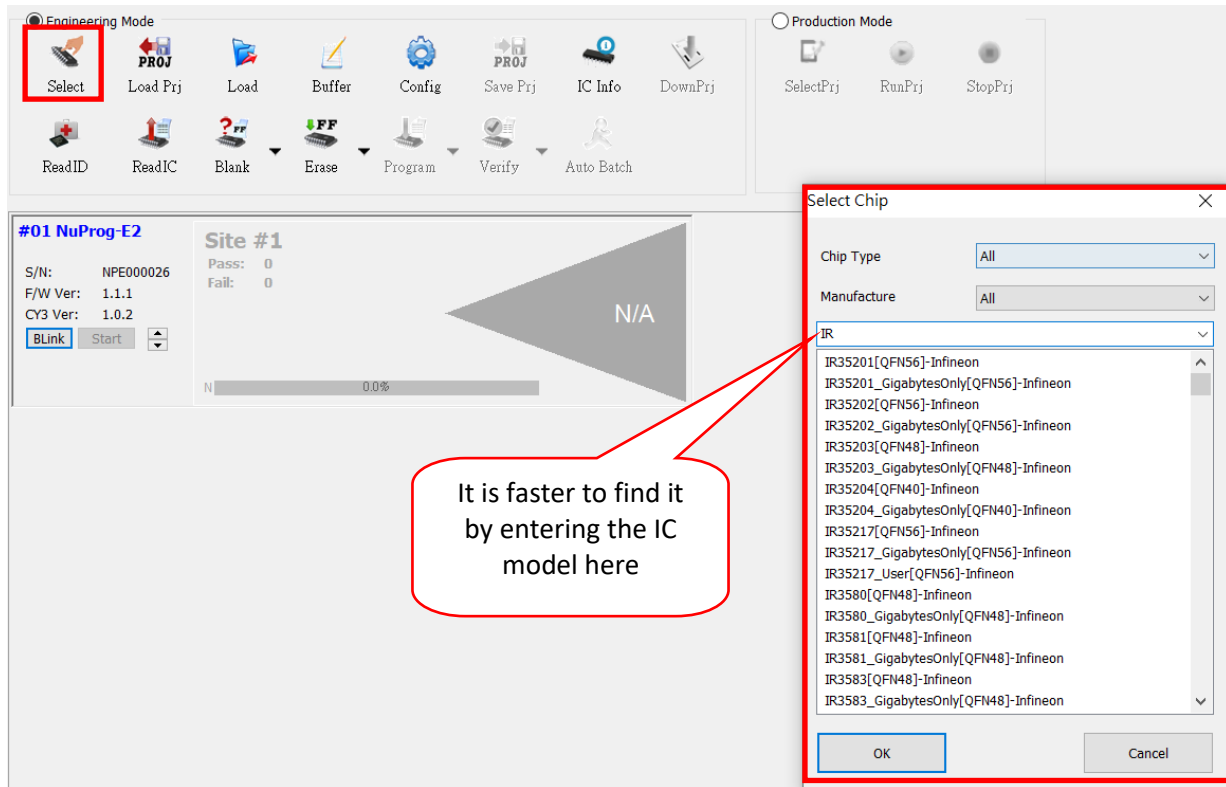 Engineering Mode
Production Mode
Select
Load Prj
Load
Buffer
Config
Save Prj
IC Info
DownPrj
SelectPrj
RunPrj
StopPrj
PROJ
PROJ
ReadID
ReadIC
Blank
Erase
Program
Verify
Auto Batch
? FF
FF
#01 NuProg-E2
S/N: NPE000026
F/W Ver: 1.1.1
CY3 Ver: 1.0.2
BLink Start
Site #1
Pass: 0
Fail: 0
N/A
N 0.0%
It is faster to find it
by entering the IC
model here
Select Chip
Chip Type All
Manufacture All
IR
IR35201[QFN56]-Infineon
IR35201_GigabytesOnly[QFN56]-Infineon
IR35202[QFN56]-Infineon
IR35202_GigabytesOnly[QFN56]-Infineon
IR35203[QFN48]-Infineon
IR35203_GigabytesOnly[QFN48]-Infineon
IR35204[QFN40]-Infineon
IR35204_GigabytesOnly[QFN40]-Infineon
IR35217[QFN56]-Infineon
IR35217_GigabytesOnly[QFN56]-Infineon
IR35217_User[QFN56]-Infineon
IR3580[QFN48]-Infineon
IR3580_GigabytesOnly[QFN48]-Infineon
IR3581[QFN48]-Infineon
IR3581_GigabytesOnly[QFN48]-Infineon
IR3583[QFN48]-Infineon
IR3583_GigabytesOnly[QFN48]-Infineon
OK
Cancel